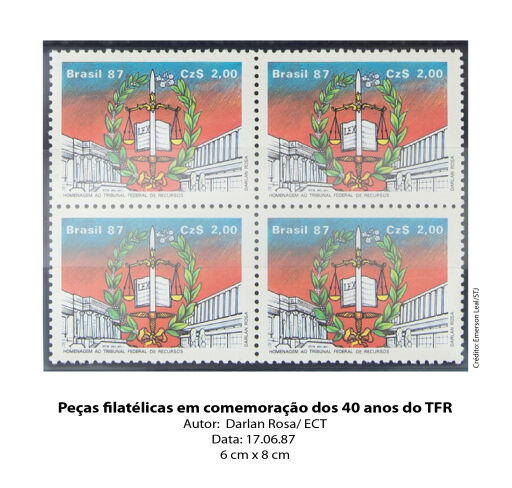 Brasil 87 Cz$ 2,00
LEX
DARLAN ROSA
HOMENAGEM AO TRIBUNAL FEDERAL DE RECURSOS
Brasil 87 Cz$ 2,00
LEX
DARLAN ROSA
HOMENAGEM AO TRIBUNAL FEDERAL DE RECURSOS
Brasil 87 Cz$ 2,00
LEX
DARLAN ROSA
HOMENAGEM AO TRIBUNAL FEDERAL DE RECURSOS
Brasil 87 Cz$ 2,00
LEX
DARLAN ROSA
HOMENAGEM AO TRIBUNAL FEDERAL DE RECURSOS
Crédito: Emerson Leal/STJ
Peças filatélicas em comemoração dos 40 anos do TFR
Autor: Darlan Rosa/ ECT
Data: 17.06.87
6 cm x 8 cm